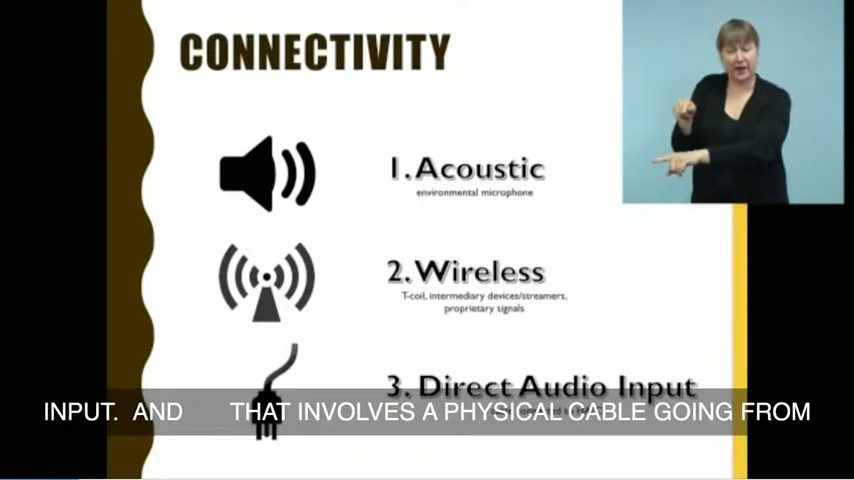 CONNECTIVITY
1. Acoustic
environmental microphone
2. Wireless
T-coil, intermediary devices/streamers,
proprietary signals
3. Direct Audio Input
INPUT.  AND      THAT INVOLVES A PHYSICAL CABLE GOING FROM